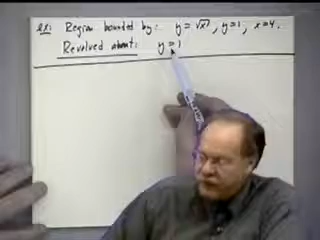 Ex: Region bounded by: y = √x, y = 1, x = 4.
Revolved about: y = 1